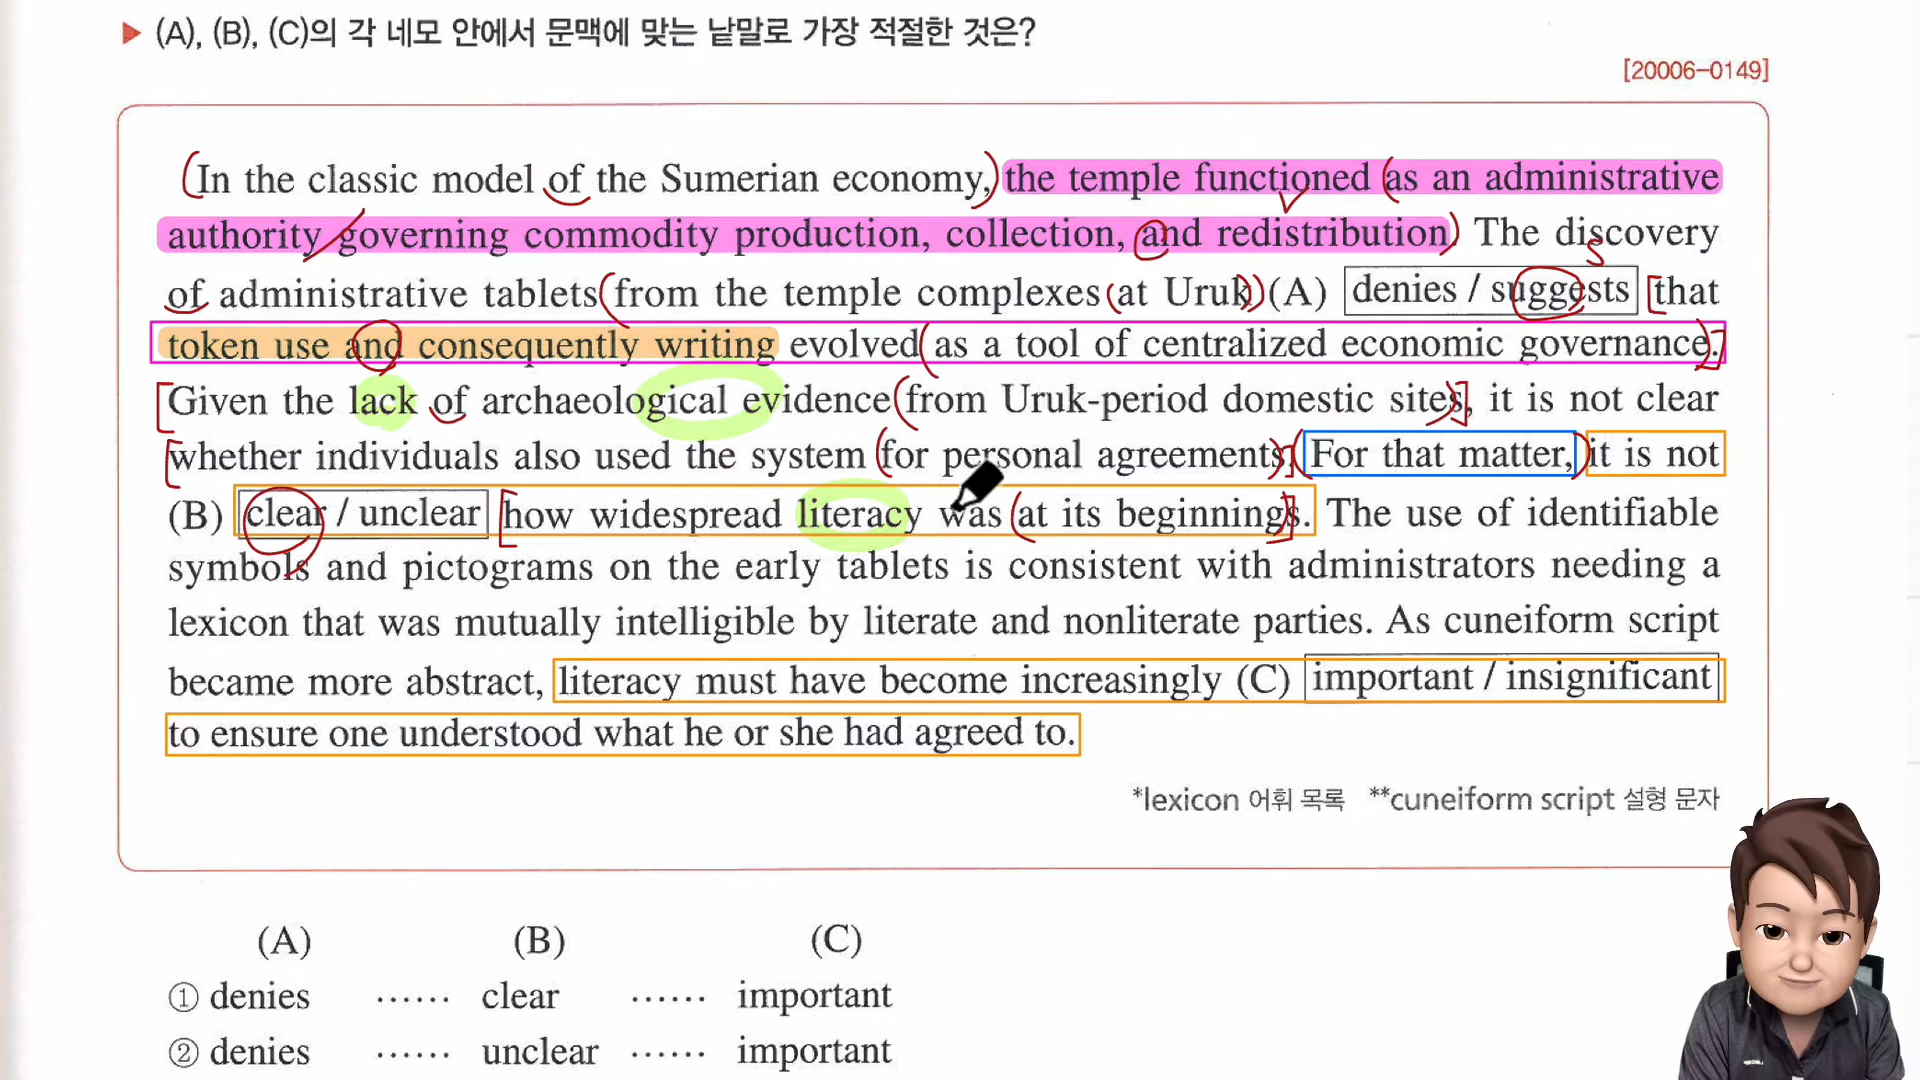 ▶ (A), (B), (C)의 각 네모 안에서 문맥에 맞는 낱말로 가장 적절한 것은?
[20006-0149]
In the classic model of the Sumerian economy, the temple functioned as an administrative
authority governing commodity production, collection, and redistribution. The discovery
of administrative tablets from the temple complexes at Uruk (A) denies / suggests that
token use and consequently writing evolved as a tool of centralized economic governance.
Given the lack of archaeological evidence from Uruk-period domestic sites, it is not clear
whether individuals also used the system for personal agreements. For that matter, it is not
(B) clear / unclear how widespread literacy was at its beginnings. The use of identifiable
symbols and pictograms on the early tablets is consistent with administrators needing a
lexicon that was mutually intelligible by literate and nonliterate parties. As cuneiform script
became more abstract, literacy must have become increasingly (C) important / insignificant
to ensure one understood what he or she had agreed to.
*lexicon 어휘 목록 **cuneiform script 설형 문자
(A) (B) (C)
① denies ...... clear ...... important
② denies ...... unclear ...... important